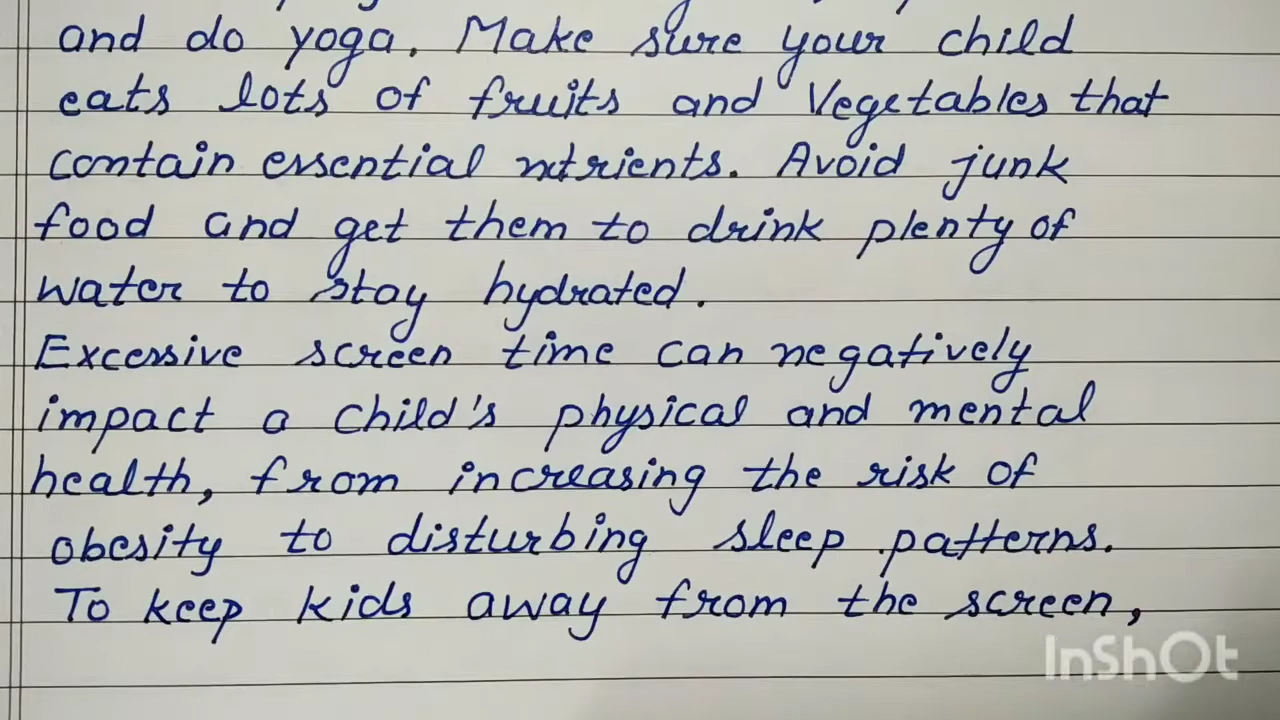 and do yoga. Make sure your child
eats lots of fruits and Vegetables that
contain essential ntrients. Avoid junk
food and get them to drink plenty of
water to stay hydrated.
Excessive screen time can negatively
impact a child's physical and mental
health, from increasing the risk of
obesity to disturbing sleep patterns.
To keep kids away from the screen,
InShOt